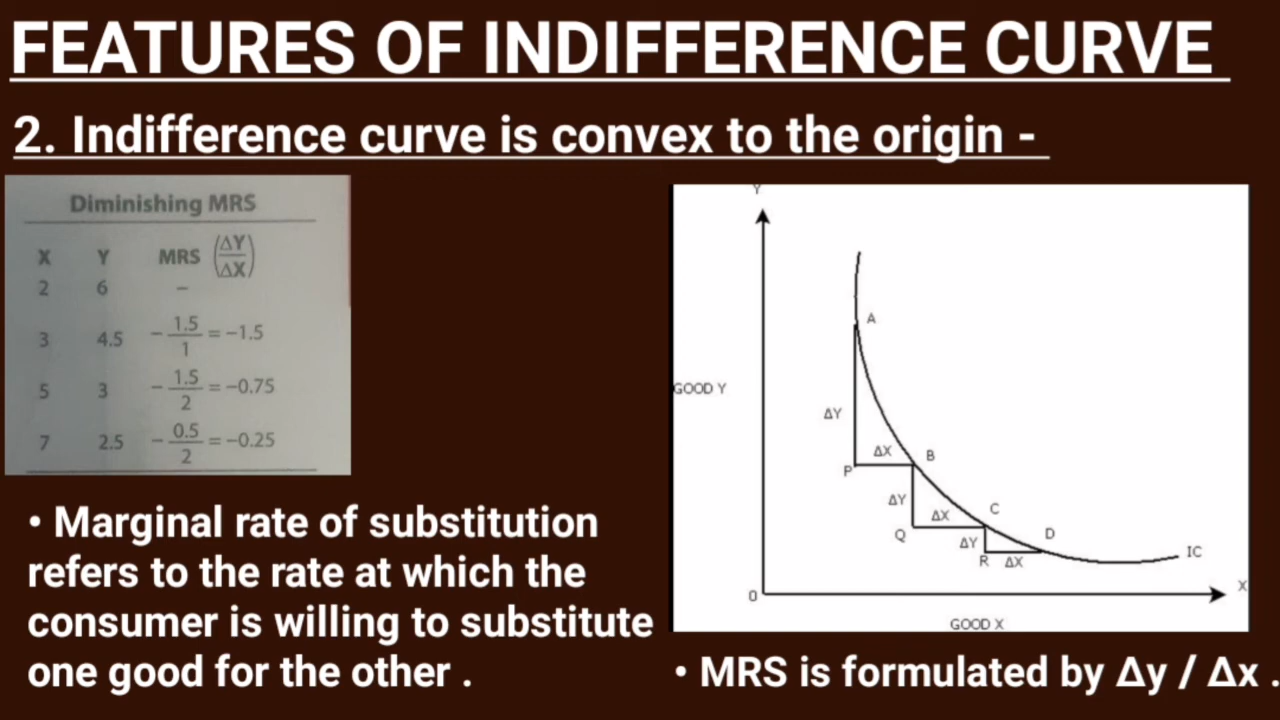 FEATURES OF INDIFFERENCE CURVE
2. Indifference curve is convex to the origin -
Diminishing MRS
X Y MRS (ΔY/ΔX)
2 6 –
3 4.5 -1.5/1 = -1.5
5 3 -1.5/2 = -0.75
7 2.5 -0.5/2 = -0.25
• Marginal rate of substitution
refers to the rate at which the
consumer is willing to substitute
one good for the other .
Y
A
GOOD Y
ΔY
ΔX B
P
ΔY
ΔX C
Q
ΔY D
R ΔX
IC
0
X
GOOD X
• MRS is formulated by Δy / Δx .